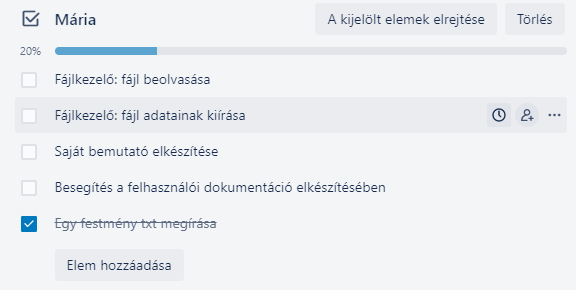 Mária
A kijelölt elemek elrejtése
Törlés
20%
Fájlkezelő: fájl beolvasása
Fájlkezelő: fájl adatainak kiírása
Saját bemutató elkészítése
Besegítés a felhasználói dokumentáció elkészítésében
Egy festmény txt megírása
Elem hozzáadása